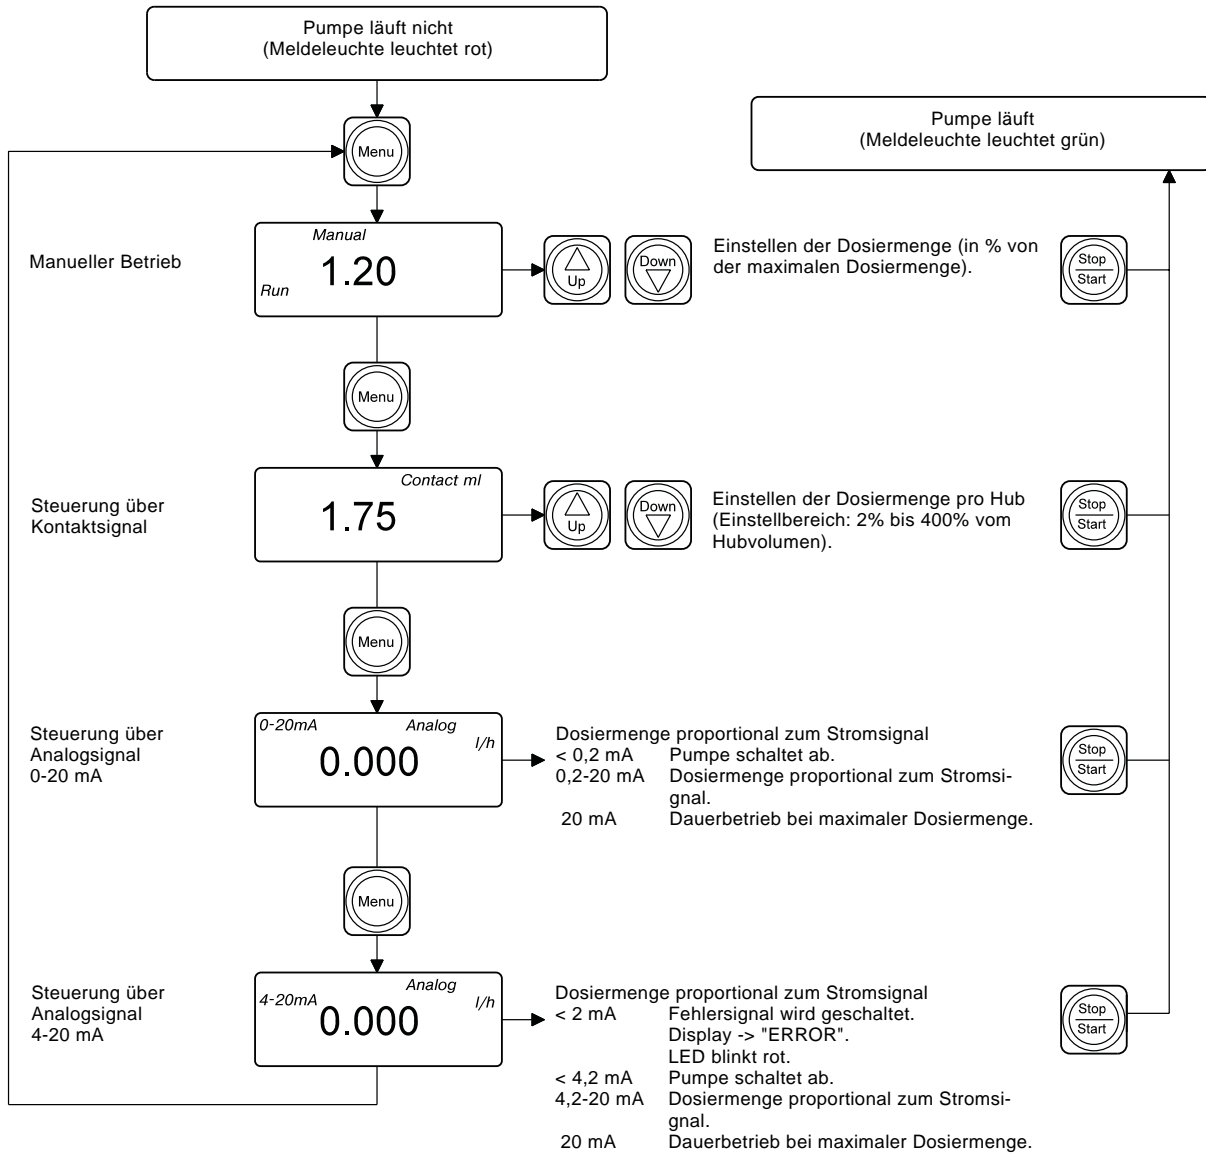 Pumpe läuft nicht
(Meldeleuchte leuchtet rot)
Pumpe läuft
(Meldeleuchte leuchtet grün)
Menu
Manueller Betrieb
Manual
1.20
Run
Up
Down
Einstellen der Dosiermenge (in % von
der maximalen Dosiermenge).
Stop
Start
Menu
Steuerung über
Kontaktsignal
Contact ml
1.75
Up
Down
Einstellen der Dosiermenge pro Hub
(Einstellbereich: 2% bis 400% vom
Hubvolumen).
Stop
Start
Menu
Steuerung über
Analogsignal
0-20 mA
0-20mA Analog
l/h
0.000
Dosiermenge proportional zum Stromsignal
< 0,2 mA Pumpe schaltet ab.
0,2-20 mA Dosiermenge proportional zum Stromsi-
gnal.
20 mA Dauerbetrieb bei maximaler Dosiermenge.
Stop
Start
Menu
Steuerung über
Analogsignal
4-20 mA
Analog
4-20mA l/h
0.000
Dosiermenge proportional zum Stromsignal
< 2 mA Fehlersignal wird geschaltet.
Display -> "ERROR".
LED blinkt rot.
< 4,2 mA Pumpe schaltet ab.
4,2-20 mA Dosiermenge proportional zum Stromsi-
gnal.
20 mA Dauerbetrieb bei maximaler Dosiermenge.
Stop
Start